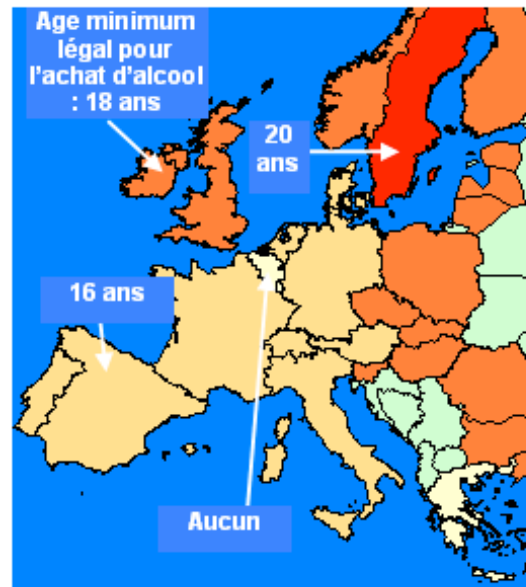 Age minimum
légal pour
l'achat d'alcool
: 18 ans
20
ans
16 ans
Aucun